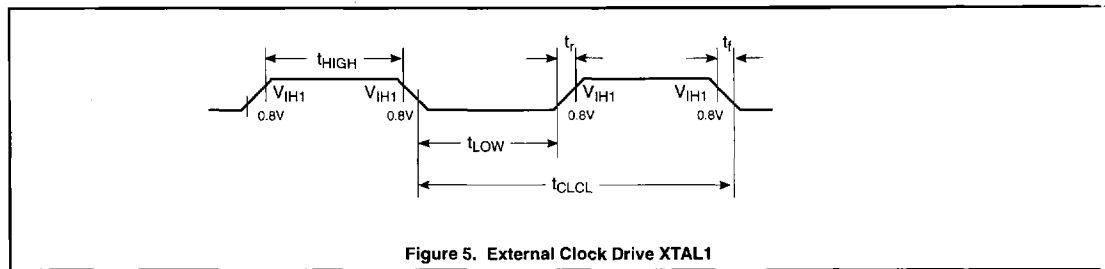 tr tf
tHIGH
VIH1 VIH1 VIH1 VIH1
0.8V 0.8V 0.8V 0.8V
tLOW
tCLCL
Figure 5. External Clock Drive XTAL1